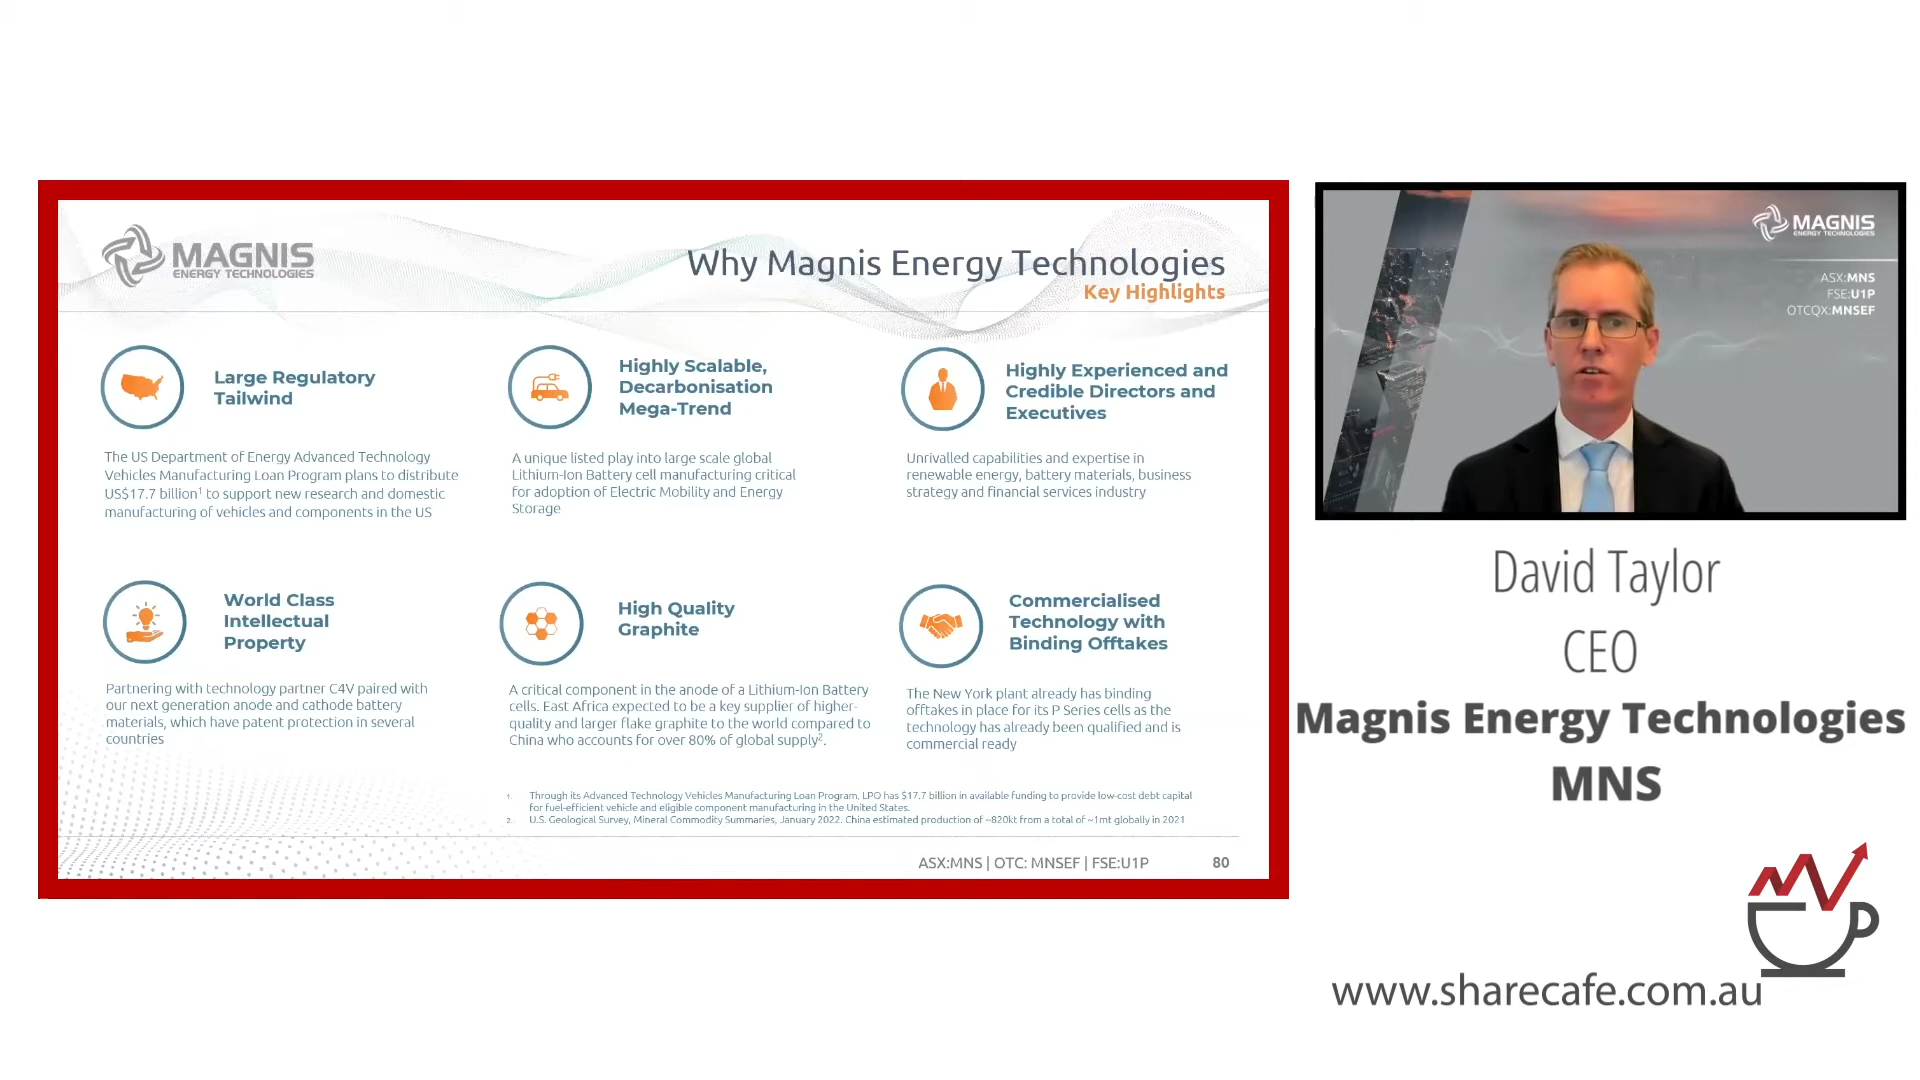 MAGNIS
ENERGY TECHNOLOGIES
Why Magnis Energy Technologies
Key Highlights
Large Regulatory
Tailwind
The US Department of Energy Advanced Technology
Vehicles Manufacturing Loan Program plans to distribute
US$17.7 billion¹ to support new research and domestic
manufacturing of vehicles and components in the US
Highly Scalable,
Decarbonisation
Mega-Trend
A unique listed play into large scale global
Lithium-Ion Battery cell manufacturing critical
for adoption of Electric Mobility and Energy
Storage
Highly Experienced and
Credible Directors and
Executives
Unrivalled capabilities and expertise in
renewable energy, battery materials, business
strategy and financial services industry
World Class
Intellectual
Property
Partnering with technology partner C4V paired with
our next generation anode and cathode battery
materials, which have patent protection in several
countries
High Quality
Graphite
A critical component in the anode of a Lithium-Ion Battery
cells. East Africa expected to be a key supplier of higher-
quality and larger flake graphite to the world compared to
China who accounts for over 80% of global supply².
Commercialised
Technology with
Binding Offtakes
The New York plant already has binding
offtakes in place for its P Series cells as the
technology has already been qualified and is
commercial ready
1. Through its Advanced Technology Vehicles Manufacturing Loan Program, LPO has $17.7 billion in available funding to provide low-cost debt capital
for fuel-efficient vehicle and eligible component manufacturing in the United States.
2. U.S. Geological Survey, Mineral Commodity Summaries, January 2022. China estimated production of ~820kt from a total of ~1mt globally in 2021
ASX:MNS | OTC: MNSEF | FSE:U1P 80
MAGNIS
ENERGY TECHNOLOGIES
ASX:MNS
FSE:U1P
OTCQX:MNSEF
David Taylor
CEO
Magnis Energy Technologies
MNS
www.sharecafe.com.au